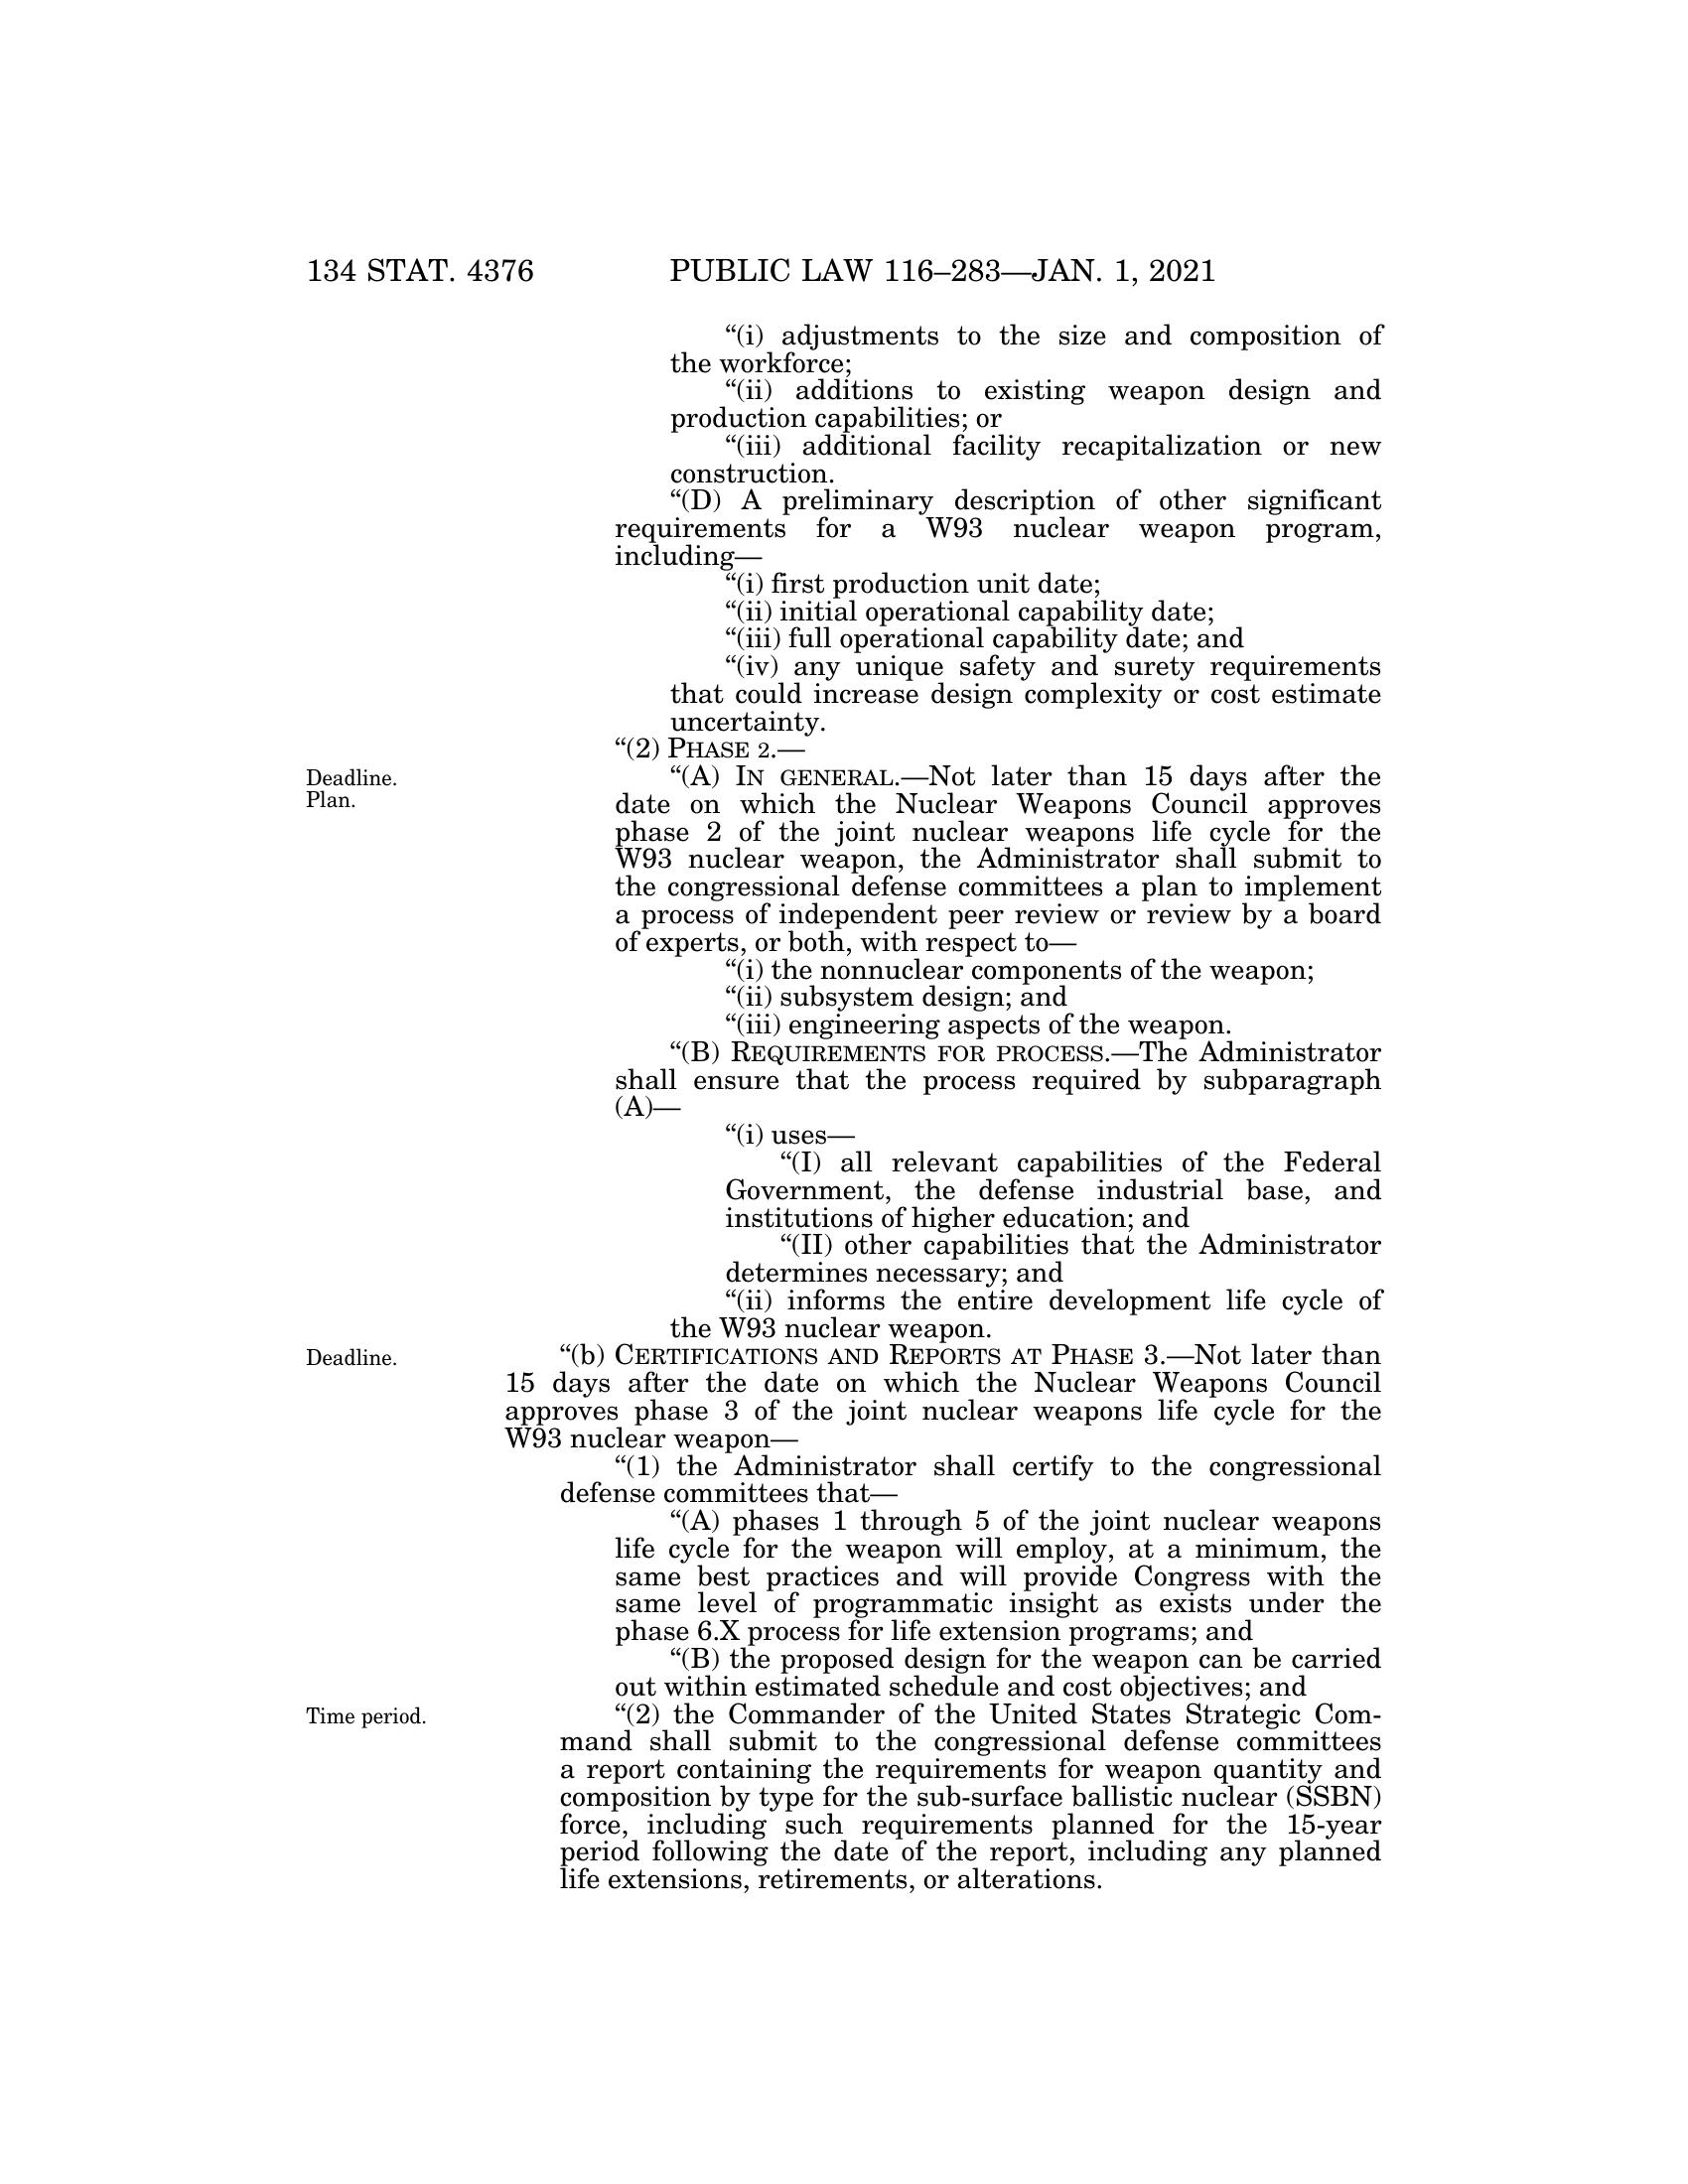 134 STAT. 4376 PUBLIC LAW 116–283—JAN. 1, 2021
“(i) adjustments to the size and composition of
the workforce;
“(ii) additions to existing weapon design and
production capabilities; or
“(iii) additional facility recapitalization or new
construction.
“(D) A preliminary description of other significant
requirements for a W93 nuclear weapon program,
including—
“(i) first production unit date;
“(ii) initial operational capability date;
“(iii) full operational capability date; and
“(iv) any unique safety and surety requirements
that could increase design complexity or cost estimate
uncertainty.
“(2) PHASE 2.—
Deadline.
Plan.
“(A) IN GENERAL.—Not later than 15 days after the
date on which the Nuclear Weapons Council approves
phase 2 of the joint nuclear weapons life cycle for the
W93 nuclear weapon, the Administrator shall submit to
the congressional defense committees a plan to implement
a process of independent peer review or review by a board
of experts, or both, with respect to—
“(i) the nonnuclear components of the weapon;
“(ii) subsystem design; and
“(iii) engineering aspects of the weapon.
“(B) REQUIREMENTS FOR PROCESS.—The Administrator
shall ensure that the process required by subparagraph
(A)—
“(i) uses—
“(I) all relevant capabilities of the Federal
Government, the defense industrial base, and
institutions of higher education; and
“(II) other capabilities that the Administrator
determines necessary; and
“(ii) informs the entire development life cycle of
the W93 nuclear weapon.
Deadline.
“(b) CERTIFICATIONS AND REPORTS AT PHASE 3.—Not later than
15 days after the date on which the Nuclear Weapons Council
approves phase 3 of the joint nuclear weapons life cycle for the
W93 nuclear weapon—
“(1) the Administrator shall certify to the congressional
defense committees that—
“(A) phases 1 through 5 of the joint nuclear weapons
life cycle for the weapon will employ, at a minimum, the
same best practices and will provide Congress with the
same level of programmatic insight as exists under the
phase 6.X process for life extension programs; and
“(B) the proposed design for the weapon can be carried
out within estimated schedule and cost objectives; and
Time period.
“(2) the Commander of the United States Strategic Com-
mand shall submit to the congressional defense committees
a report containing the requirements for weapon quantity and
composition by type for the sub-surface ballistic nuclear (SSBN)
force, including such requirements planned for the 15-year
period following the date of the report, including any planned
life extensions, retirements, or alterations.